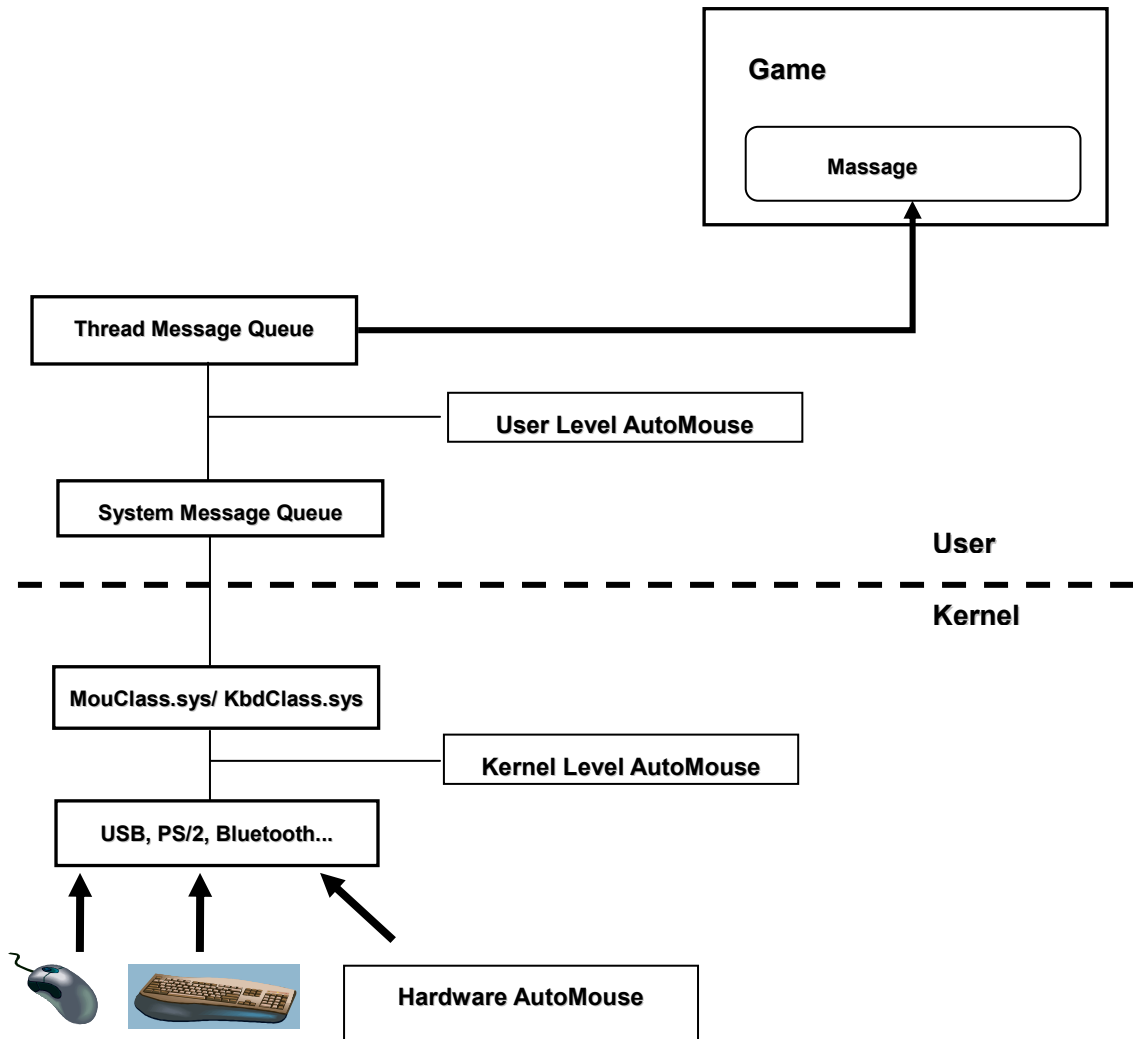 Game
Massage
Thread Message Queue
User Level AutoMouse
System Message Queue
User
Kernel
MouClass.sys/ KbdClass.sys
Kernel Level AutoMouse
USB, PS/2, Bluetooth...
Hardware AutoMouse